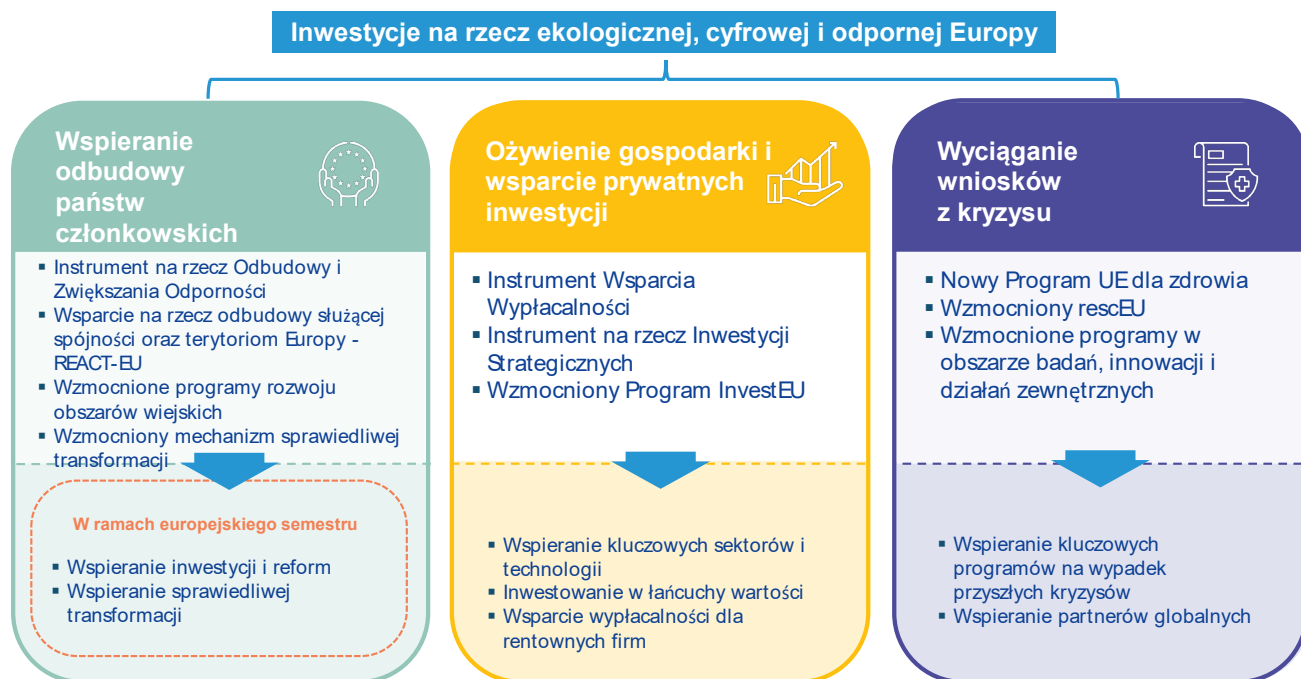 Inwestycje na rzecz ekologicznej, cyfrowej i odpornej Europy
Wspieranie
odbudowy
państw
członkowskich
▪ Instrument na rzecz Odbudowy i
Zwiększania Odporności
▪ Wsparcie na rzecz odbudowy służącej
spójności oraz terytoriom Europy -
REACT-EU
▪ Wzmocnione programy rozwoju
obszarów wiejskich
▪ Wzmocniony mechanizm sprawiedliwej
transformacji
W ramach europejskiego semestru
▪ Wspieranie inwestycji i reform
▪ Wspieranie sprawiedliwej
transformacji
Ożywienie gospodarki i
wsparcie prywatnych
inwestycji
▪ Instrument Wsparcia
Wypłacalności
▪ Instrument na rzecz Inwestycji
Strategicznych
▪ Wzmocniony Program InvestEU
▪ Wspieranie kluczowych sektorów i
technologii
▪ Inwestowanie w łańcuchy wartości
▪ Wsparcie wypłacalności dla
rentownych firm
Wyciąganie
wniosków
z kryzysu
▪ Nowy Program UE dla zdrowia
▪ Wzmocniony rescEU
▪ Wzmocnione programy w
obszarze badań, innowacji i
działań zewnętrznych
▪ Wspieranie kluczowych
programów na wypadek
przyszłych kryzysów
▪ Wspieranie partnerów globalnych